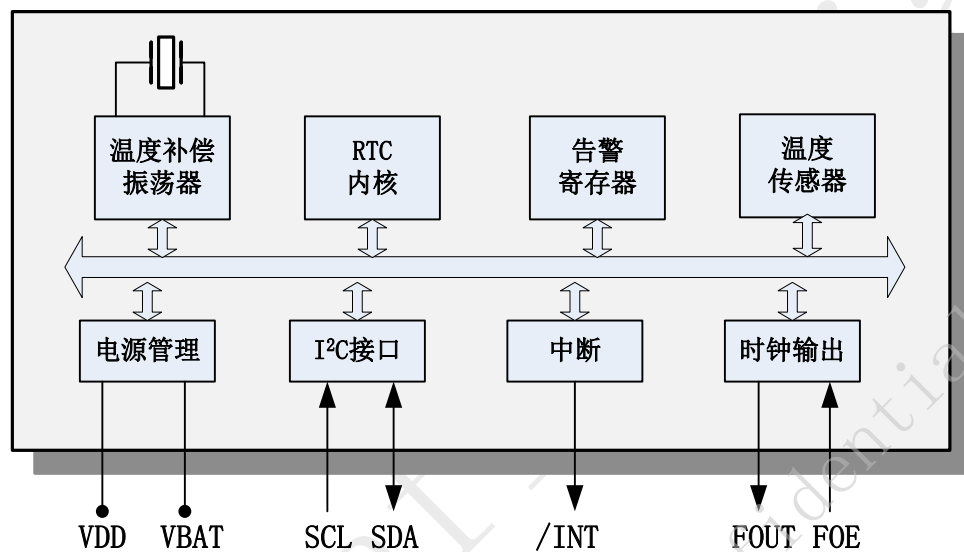 温度补偿
振荡器
RTC
内核
告警
寄存器
温度
传感器
电源管理
I²C接口
中断
时钟输出
VDD
VBAT
SCL
SDA
/INT
FOUT
FOE